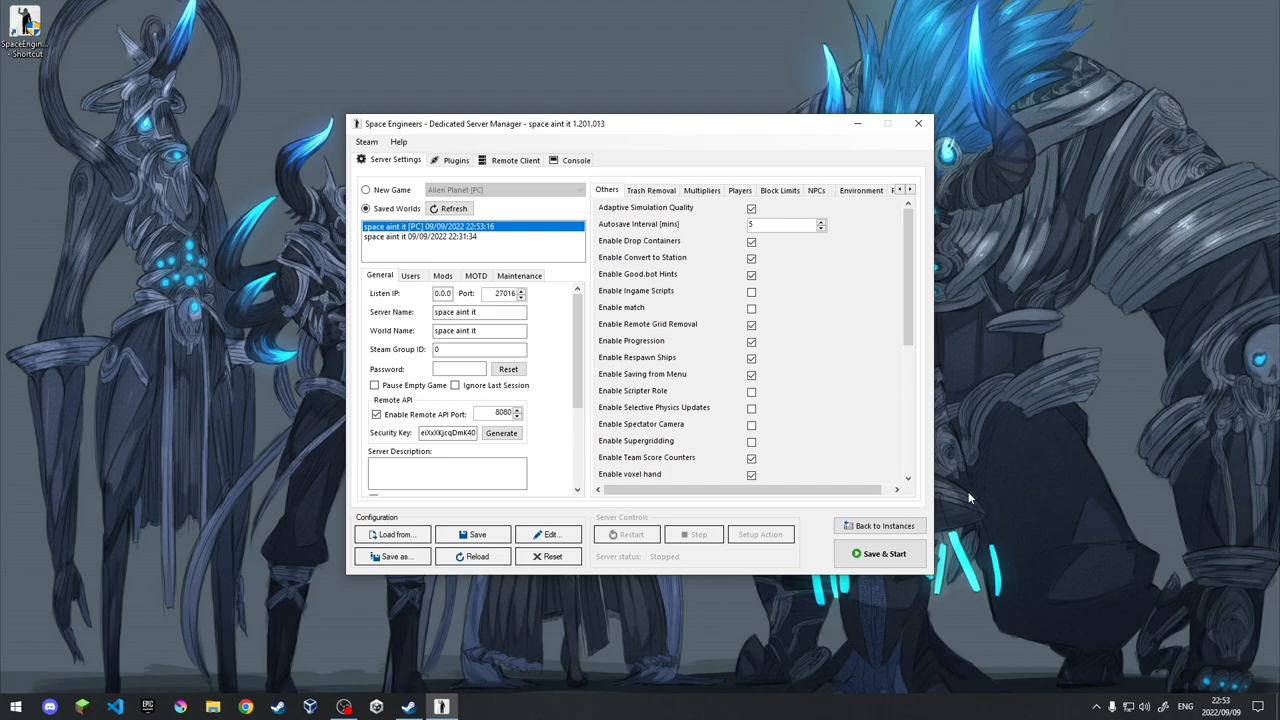 SpaceEngin...
- Shortcut
Space Engineers - Dedicated Server Manager - space aint it 1.201.013
Steam Help
Server Settings Plugins Remote Client Console
New Game Alien Planet [PC]
Saved Worlds Refresh
space aint it [PC] 09/09/2022 22:53:16
space aint it 09/09/2022 22:31:34
General Users Mods MOTD Maintenance
Listen IP: 0.0.0 Port: 27016
Server Name: space aint it
World Name: space aint it
Steam Group ID: 0
Password: Reset
Pause Empty Game Ignore Last Session
Remote API
Enable Remote API Port: 8080
Security Key: eiXxXKjcqDmK40 Generate
Server Description:
Others Trash Removal Multipliers Players Block Limits NPCs Environment
Adaptive Simulation Quality
Autosave Interval [mins] 5
Enable Drop Containers
Enable Convert to Station
Enable Good.bot Hints
Enable Ingame Scripts
Enable match
Enable Remote Grid Removal
Enable Progression
Enable Respawn Ships
Enable Saving from Menu
Enable Scripter Role
Enable Selective Physics Updates
Enable Spectator Camera
Enable Supergridding
Enable Team Score Counters
Enable voxel hand
Configuration
Load from... Save Edit...
Save as... Reload Reset
Server Controls
Restart Stop Setup Action
Server status: Stopped
Back to Instances
Save & Start
EPIC
ENG
22:53
2022/09/09